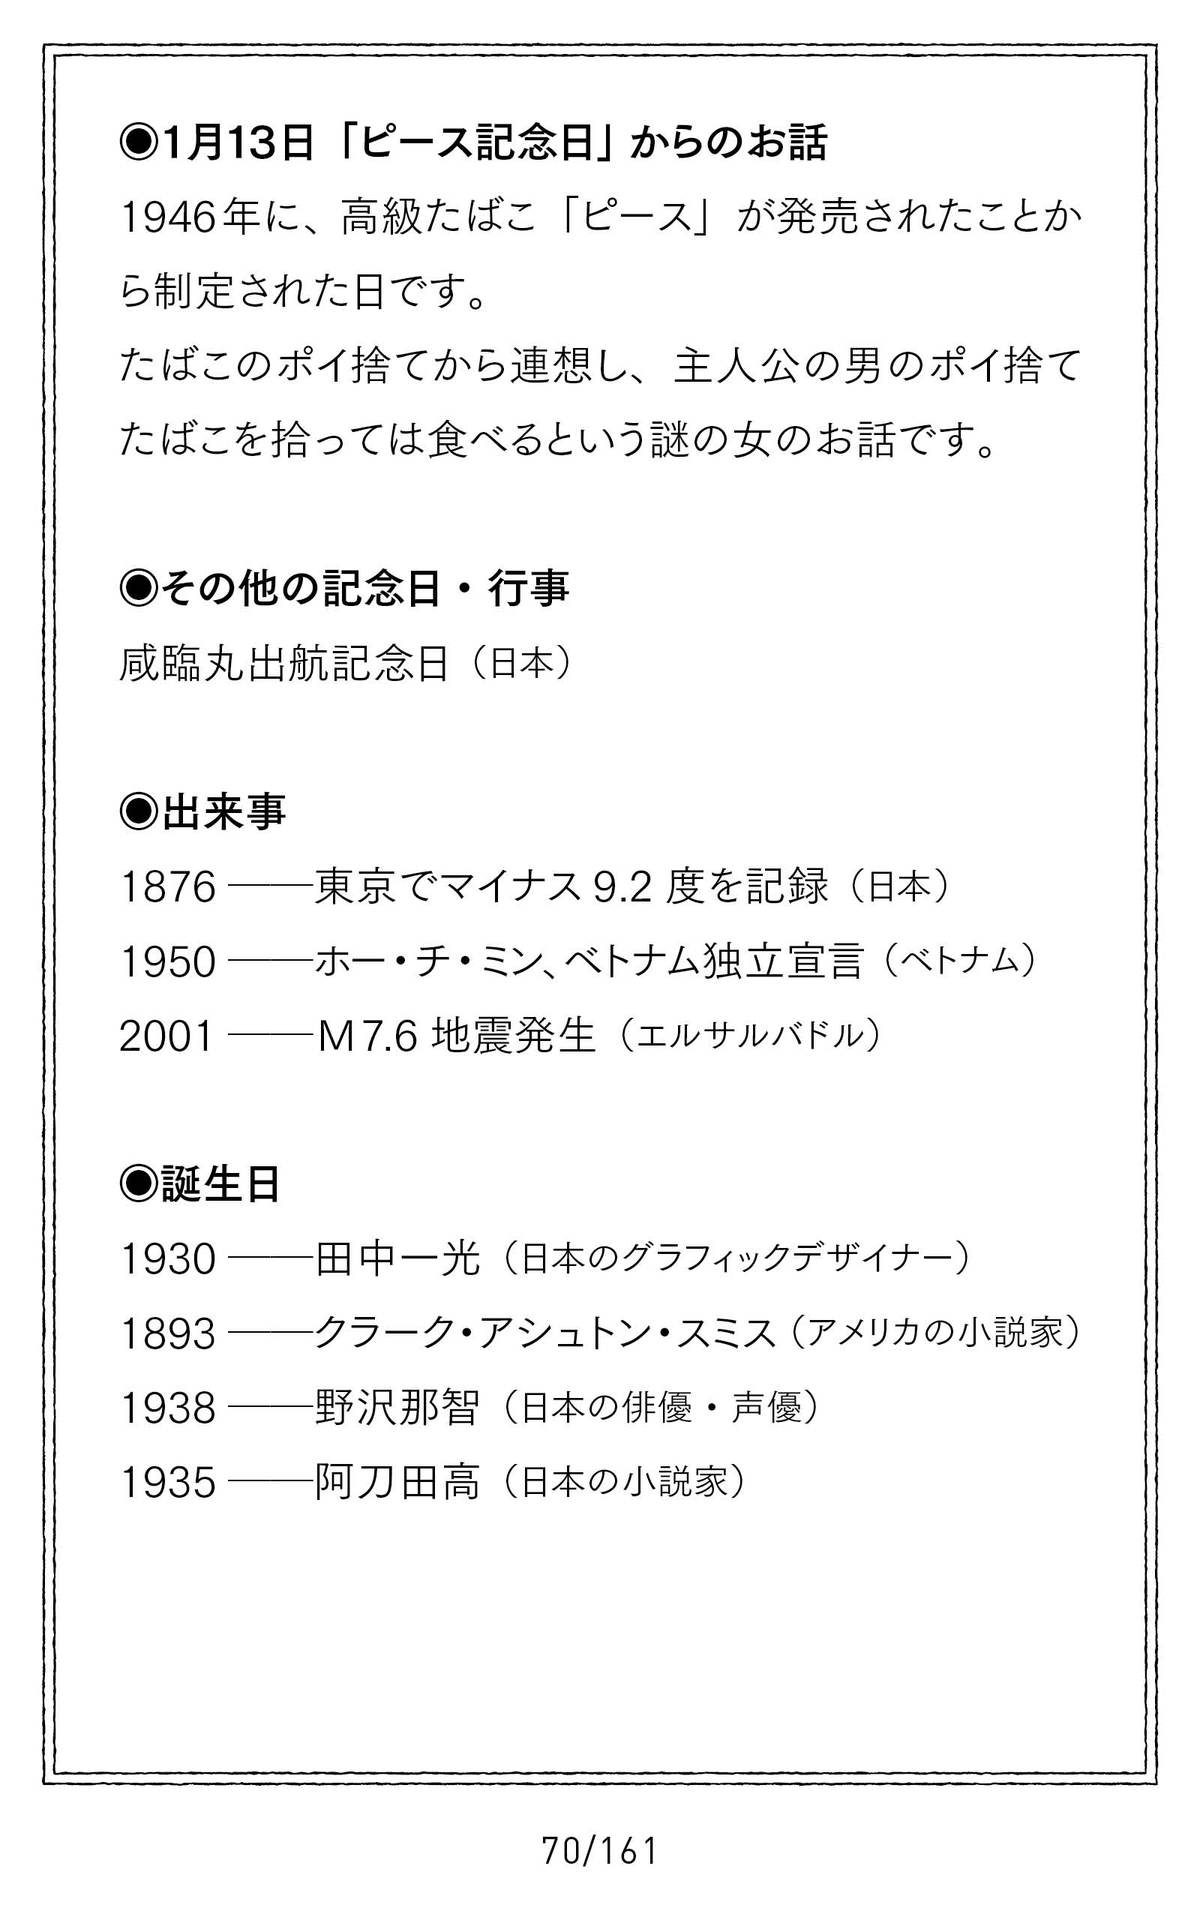 ◉1月13日「ピース記念日」からのお話
1946年に、高級たばこ「ピース」が発売されたことか
ら制定された日です。
たばこのポイ捨てから連想し、主人公の男のポイ捨て
たばこを拾っては食べるという謎の女のお話です。
◉その他の記念日・行事
咸臨丸出航記念日（日本）
◉出来事
1876 ──東京でマイナス9.2度を記録（日本）
1950 ──ホー・チ・ミン、ベトナム独立宣言（ベトナム）
2001 ──M7.6地震発生（エルサルバドル）
◉誕生日
1930 ──田中一光（日本のグラフィックデザイナー）
1893 ──クラーク・アシュトン・スミス（アメリカの小説家）
1938 ──野沢那智（日本の俳優・声優）
1935 ──阿刀田高（日本の小説家）
70/161